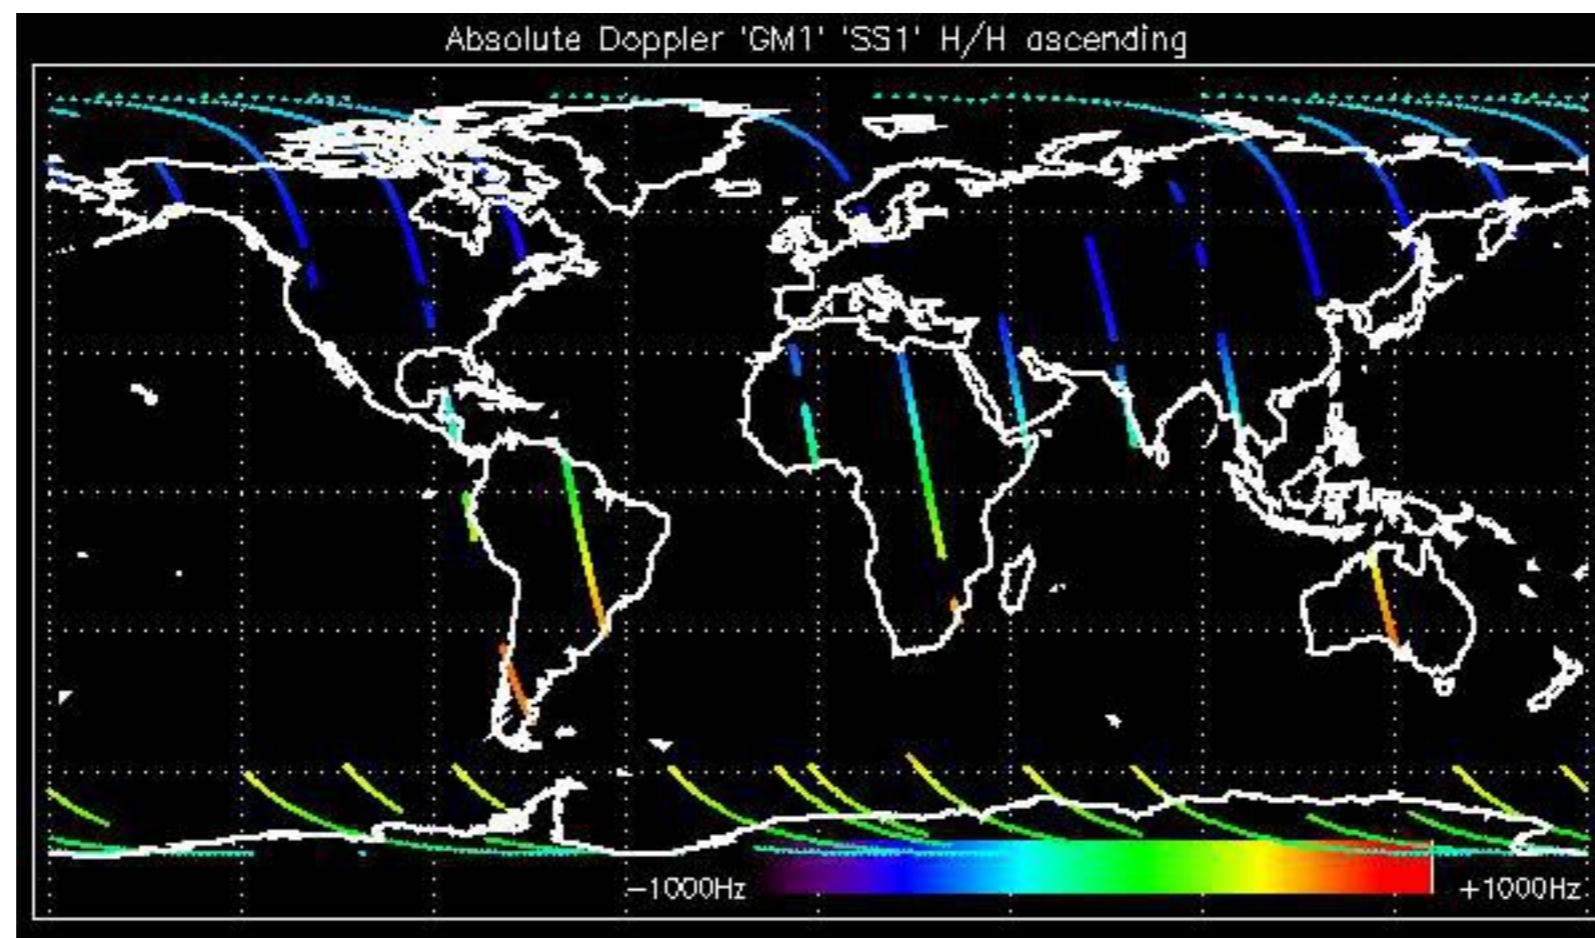 Absolute Doppler 'GM1' 'SS1' H/H ascending
−1000Hz
+1000Hz